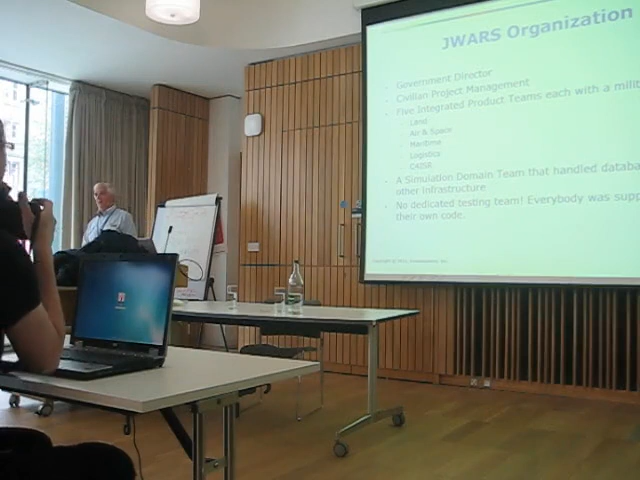 JWARS Organization
Government Director
Civilian Project Management
Five Integrated Product Teams each with a milit
Land
Air & Space
Maritime
Logistics
C4ISR
A Simulation Domain Team that handled databa
other infrastructure
No dedicated testing team! Everybody was supp
their own code.